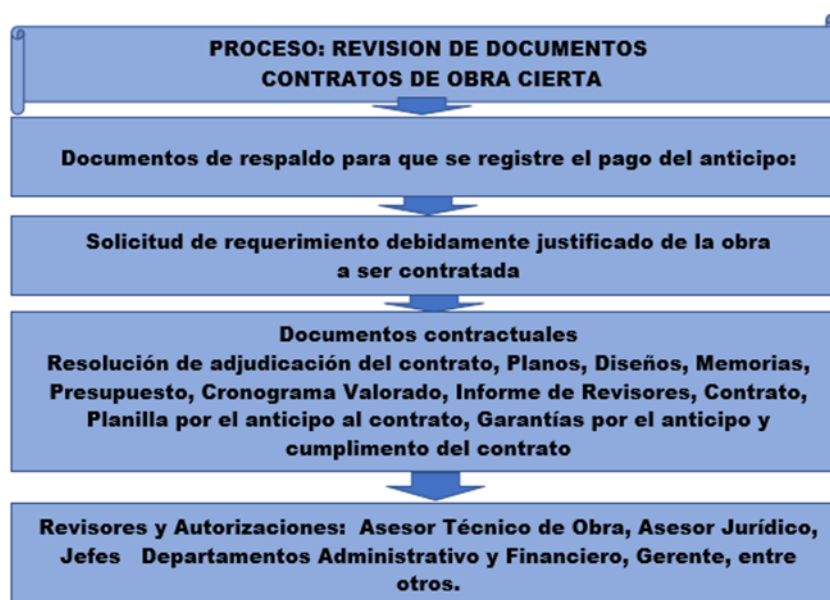 PROCESO: REVISION DE DOCUMENTOS
CONTRATOS DE OBRA CIERTA
Documentos de respaldo para que se registre el pago del anticipo:
Solicitud de requerimiento debidamente justificado de la obra
a ser contratada
Documentos contractuales
Resolución de adjudicación del contrato, Planos, Diseños, Memorias,
Presupuesto, Cronograma Valorado, Informe de Revisores, Contrato,
Planilla por el anticipo al contrato, Garantías por el anticipo y
cumplimento del contrato
Revisores y Autorizaciones: Asesor Técnico de Obra, Asesor Jurídico,
Jefes Departamentos Administrativo y Financiero, Gerente, entre
otros.